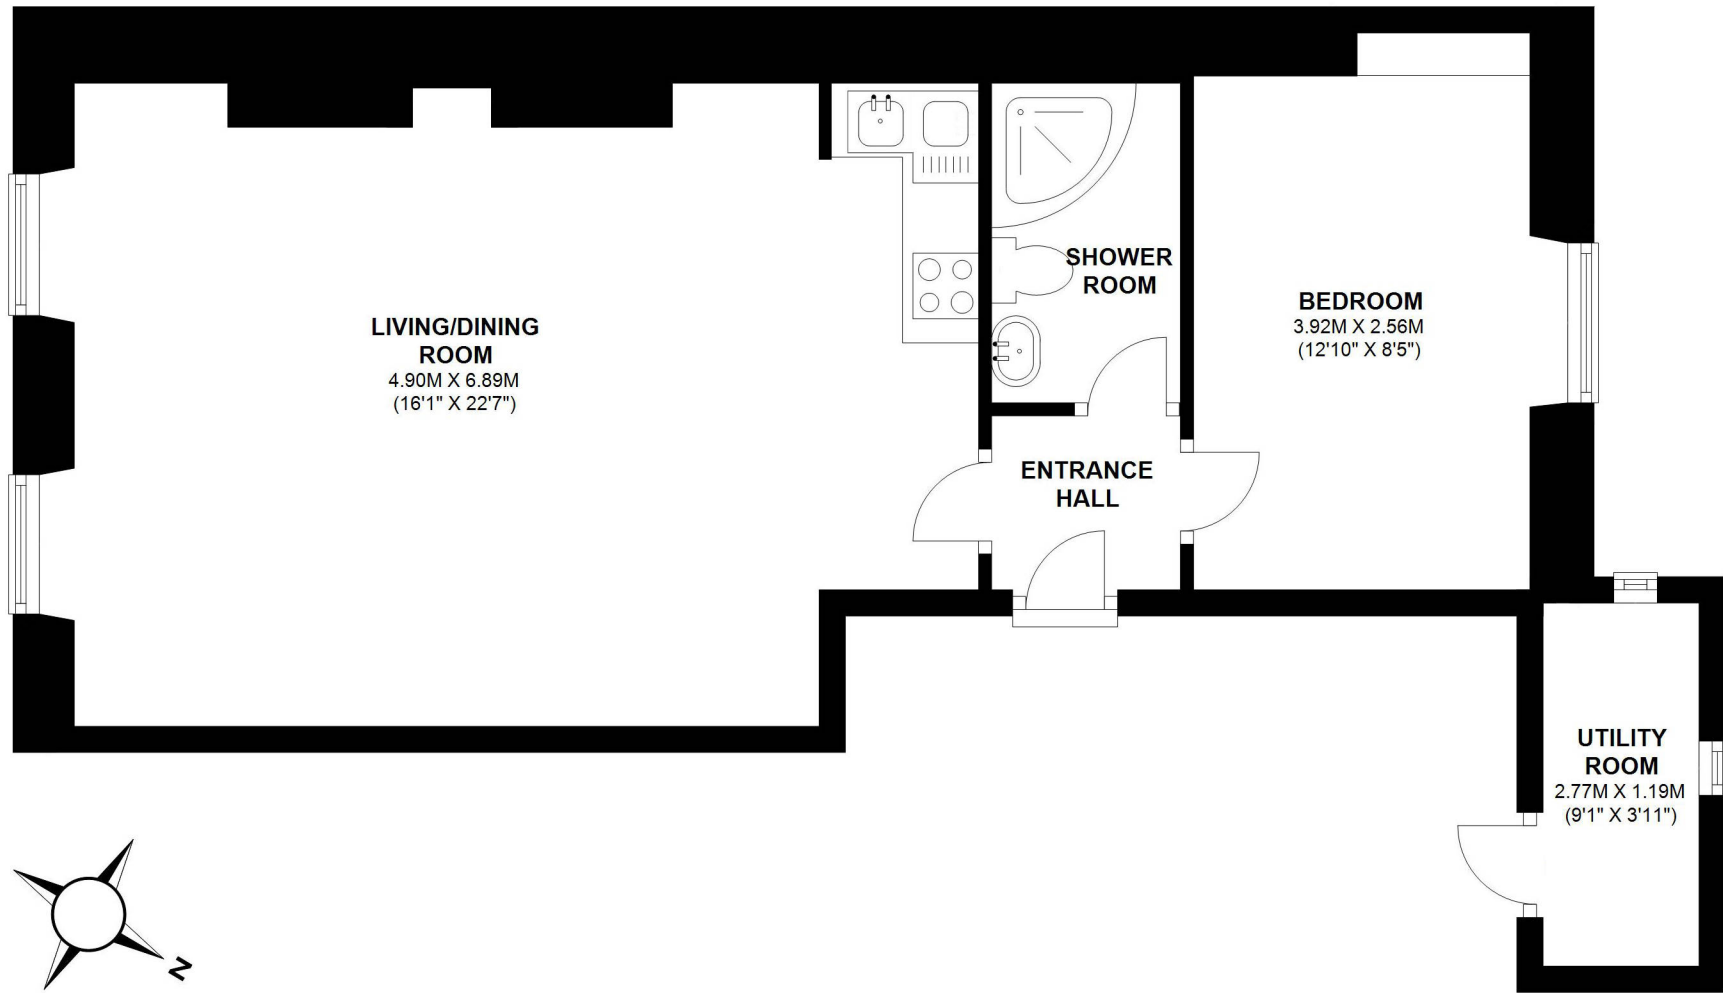 LIVING/DINING
ROOM
4.90M X 6.89M
(16'1" X 22'7")
SHOWER
ROOM
BEDROOM
3.92M X 2.56M
(12'10" X 8'5")
ENTRANCE
HALL
UTILITY
ROOM
2.77M X 1.19M
(9'1" X 3'11")
N